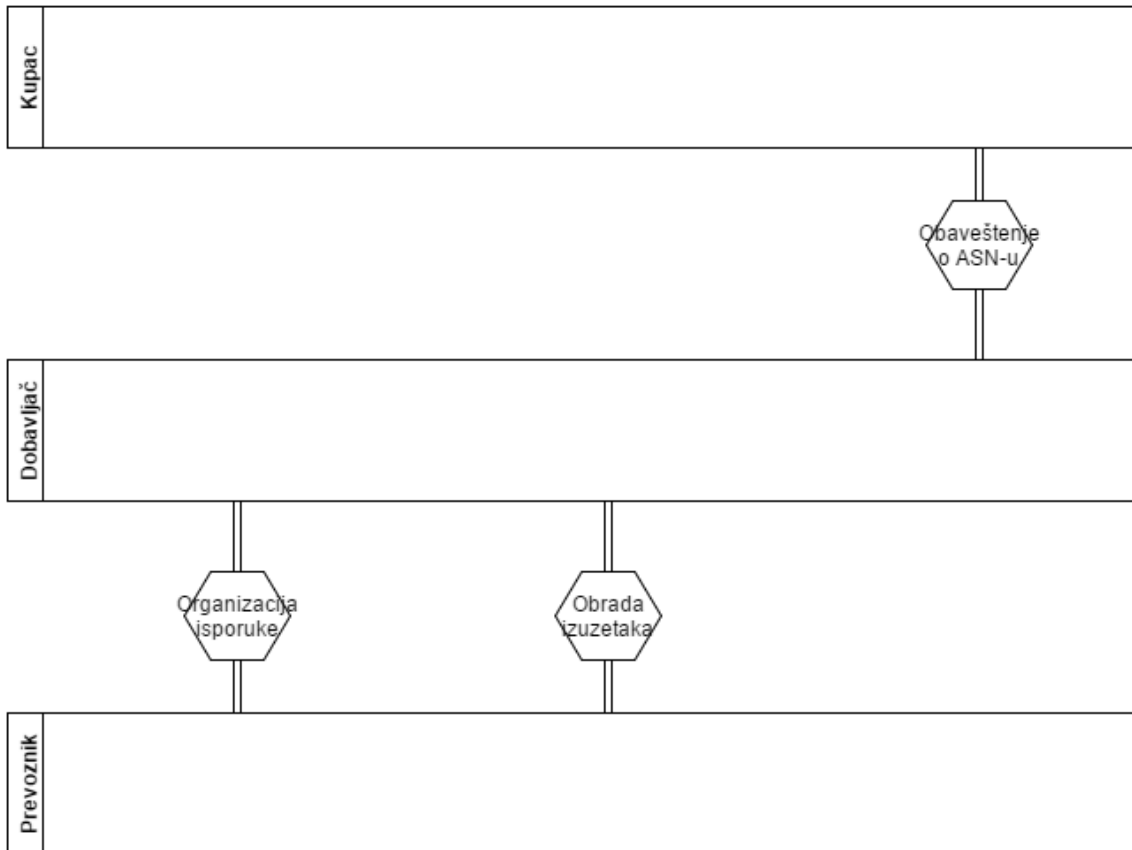 Kupac
Obaveštenje
o ASN-u
Dobavljač
Organizacija
isporuke
Obrada
izuzetaka
Prevoznik